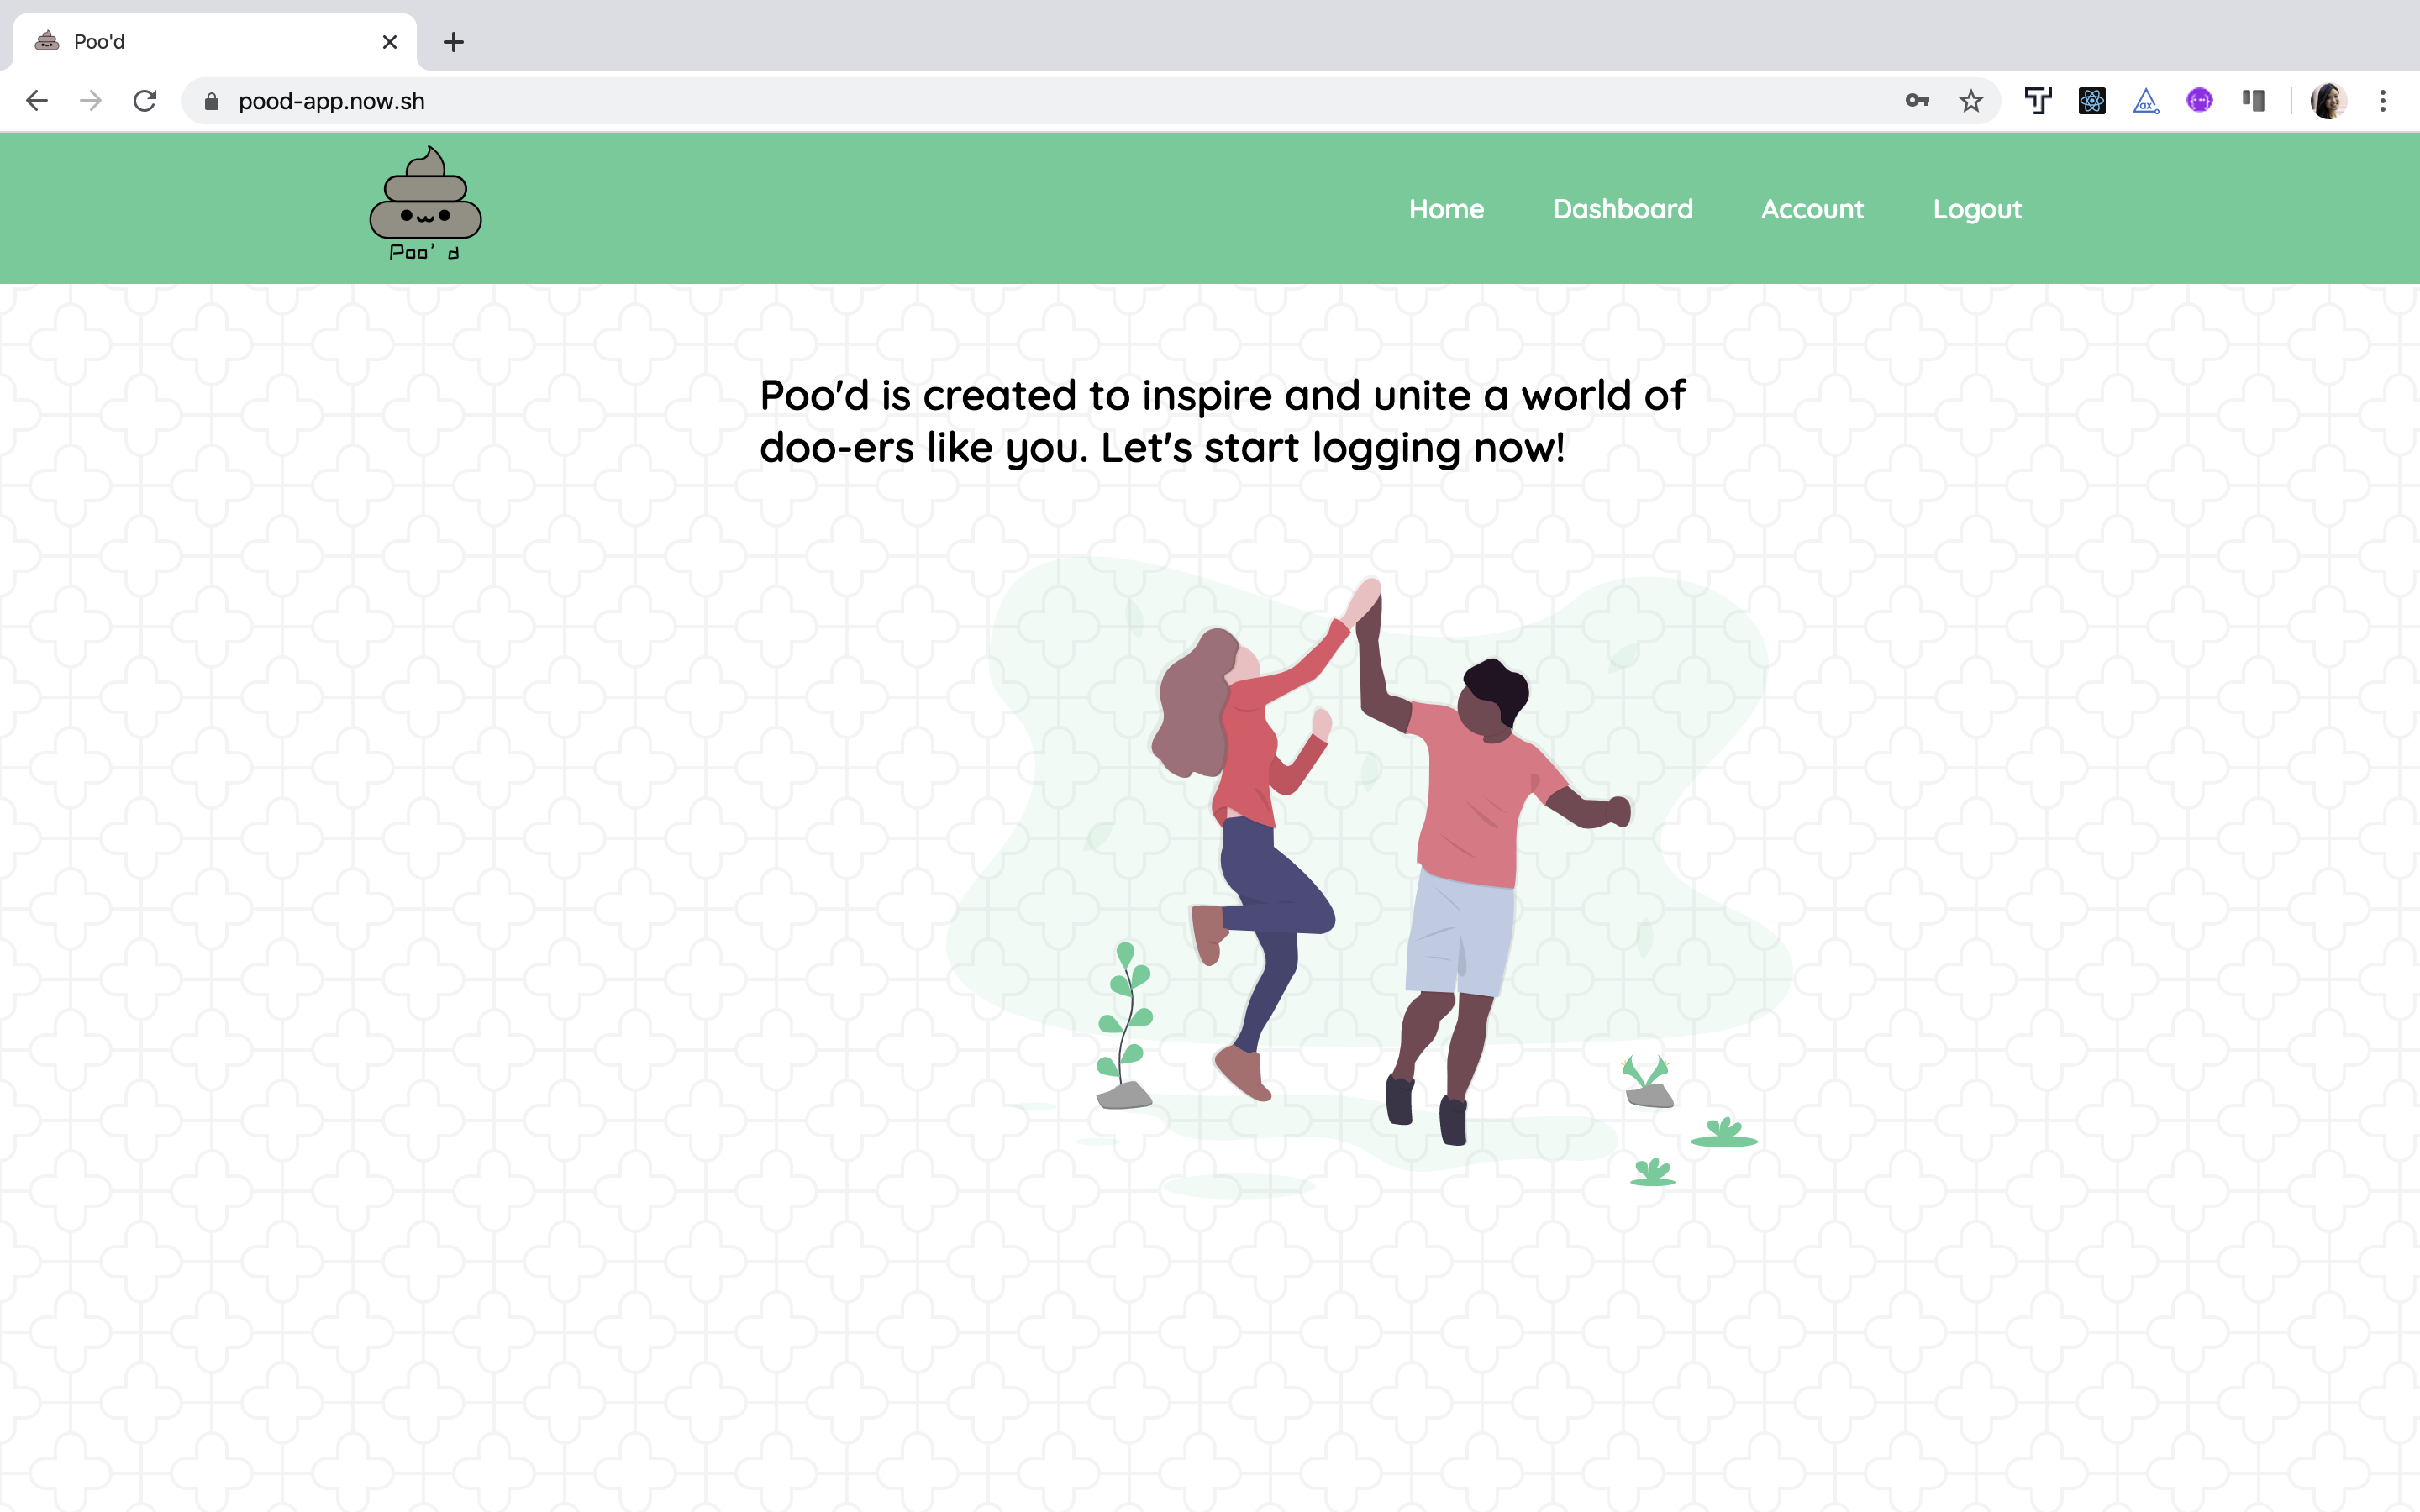 Poo'd
pood-app.now.sh
ax
Poo'd
Home
Dashboard
Account
Logout
Poo'd is created to inspire and unite a world of
doo-ers like you. Let's start logging now!